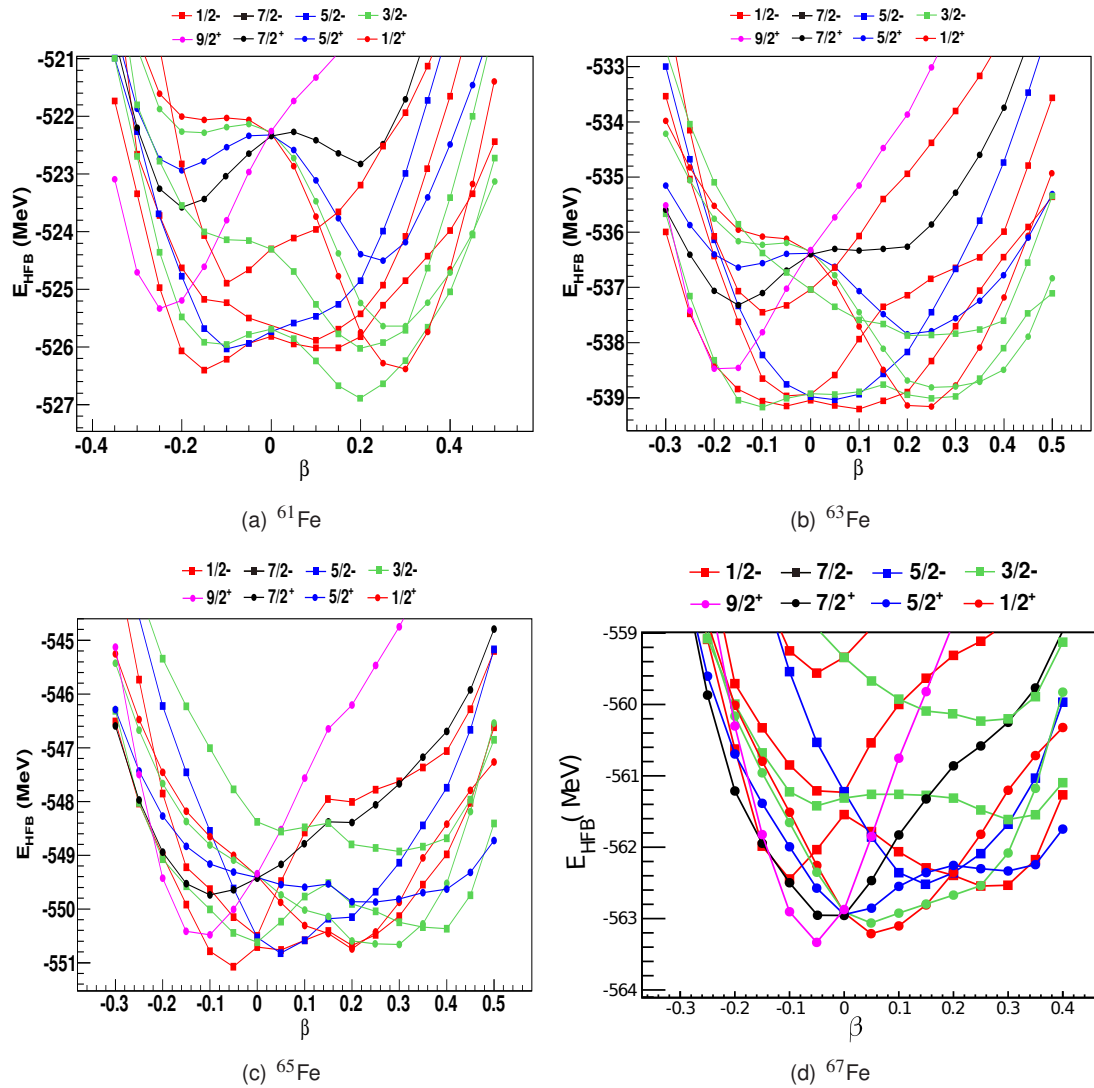 1/2- 7/2- 5/2- 3/2-
9/2+ 7/2+ 5/2+ 1/2+
-521
-522
-523
-524
-525
-526
-527
E_HFB (MeV)
-0.4 -0.2 0 0.2 0.4
β
(a) 61Fe
1/2- 7/2- 5/2- 3/2-
9/2+ 7/2+ 5/2+ 1/2+
-533
-534
-535
-536
-537
-538
-539
E_HFB (MeV)
-0.3 -0.2 -0.1 0 0.1 0.2 0.3 0.4 0.5
β
(b) 63Fe
1/2- 7/2- 5/2- 3/2-
9/2+ 7/2+ 5/2+ 1/2+
-545
-546
-547
-548
-549
-550
-551
E_HFB (MeV)
-0.3 -0.2 -0.1 0 0.1 0.2 0.3 0.4 0.5
β
(c) 65Fe
1/2- 7/2- 5/2- 3/2-
9/2+ 7/2+ 5/2+ 1/2+
-559
-560
-561
-562
-563
-564
E_HFB( MeV)
-0.3 -0.2 -0.1 0 0.1 0.2 0.3 0.4
β
(d) 67Fe